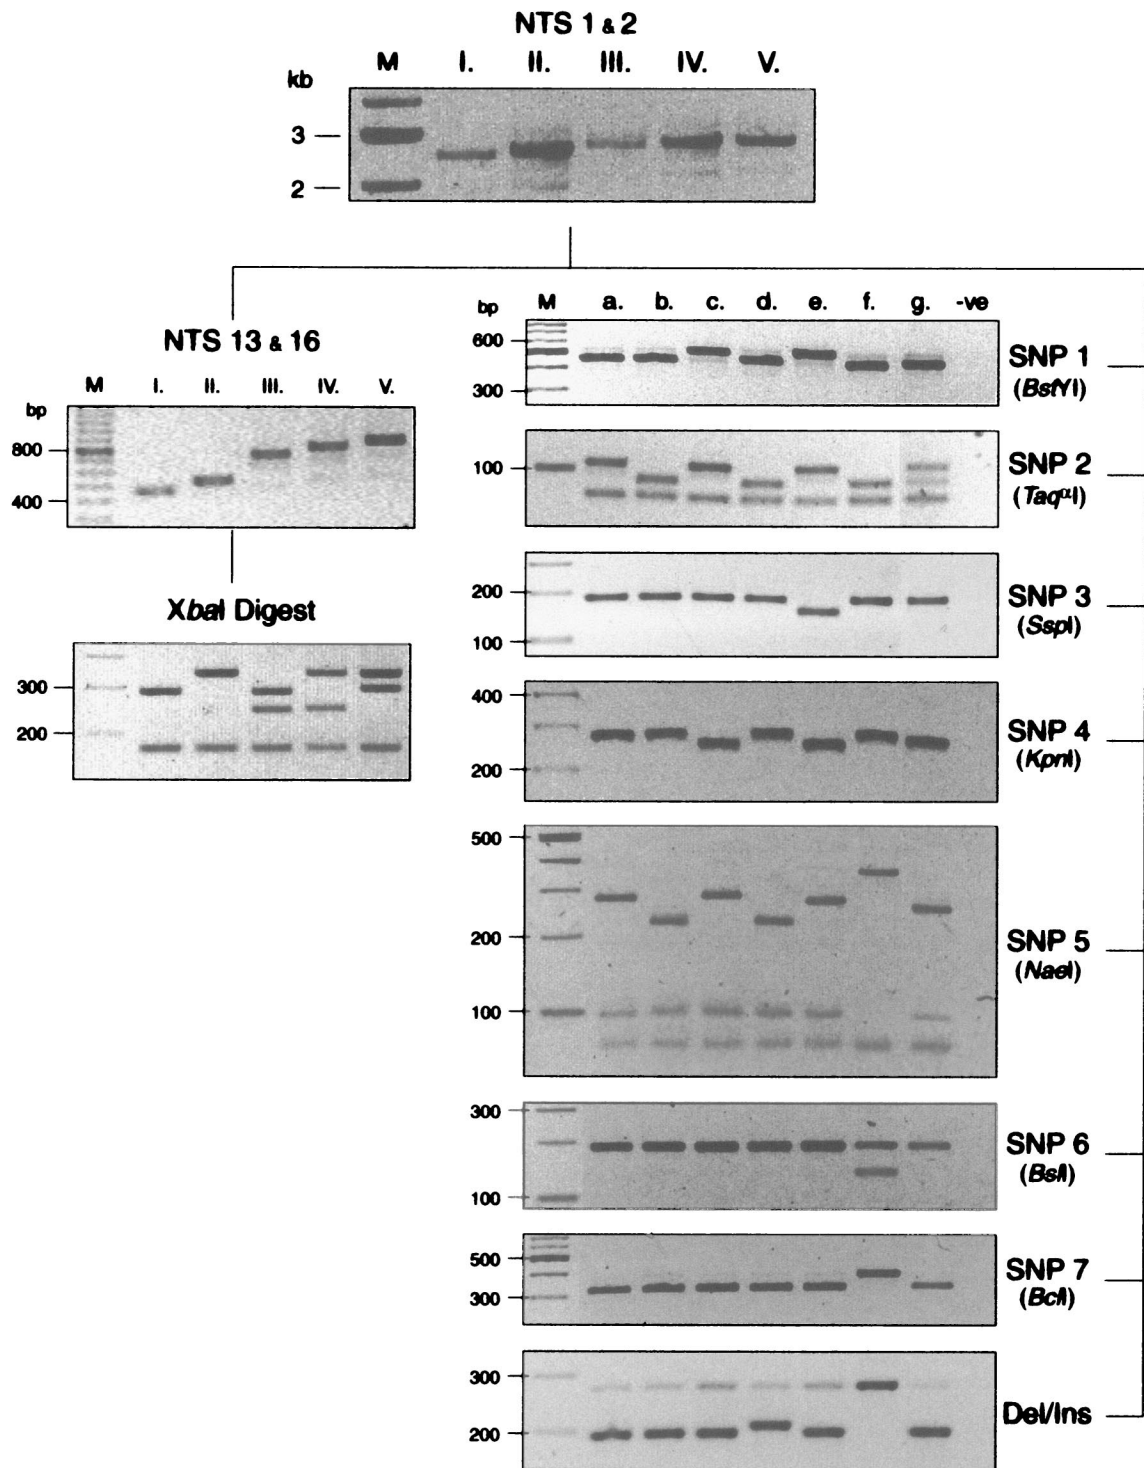 NTS 1 & 2
M I. II. III. IV. V.
kb
3
2
NTS 13 & 16
M I. II. III. IV. V.
bp
800
400
XbaI Digest
300
200
bp M a. b. c. d. e. f. g. -ve
600
300
SNP 1
(BstYI)
100
SNP 2
(TaqαI)
200
100
SNP 3
(SspI)
400
200
SNP 4
(KpnI)
500
200
100
SNP 5
(NaeI)
300
100
SNP 6
(BslI)
500
300
SNP 7
(BclI)
300
200
Del/Ins